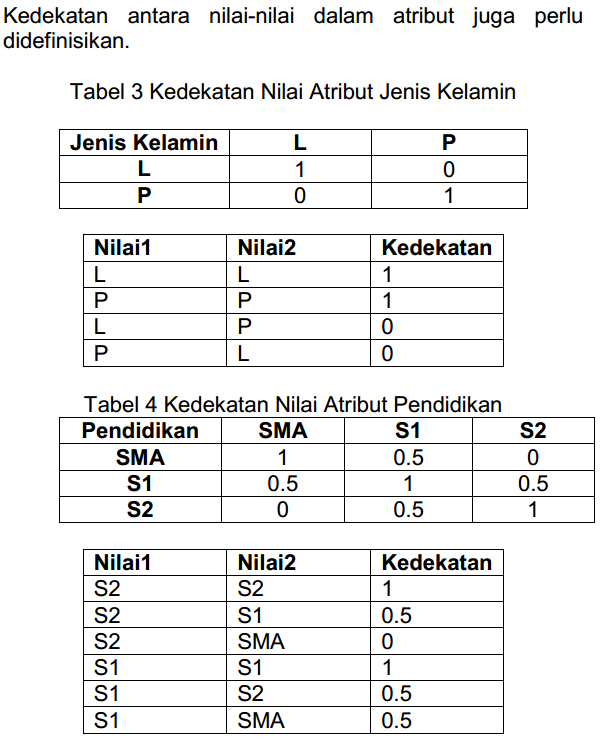 Kedekatan antara nilai-nilai dalam atribut juga perlu
didefinisikan.
Tabel 3 Kedekatan Nilai Atribut Jenis Kelamin
Jenis Kelamin L P
L 1 0
P 0 1
Nilai1 Nilai2 Kedekatan
L L 1
P P 1
L P 0
P L 0
Tabel 4 Kedekatan Nilai Atribut Pendidikan
Pendidikan SMA S1 S2
SMA 1 0.5 0
S1 0.5 1 0.5
S2 0 0.5 1
Nilai1 Nilai2 Kedekatan
S2 S2 1
S2 S1 0.5
S2 SMA 0
S1 S1 1
S1 S2 0.5
S1 SMA 0.5